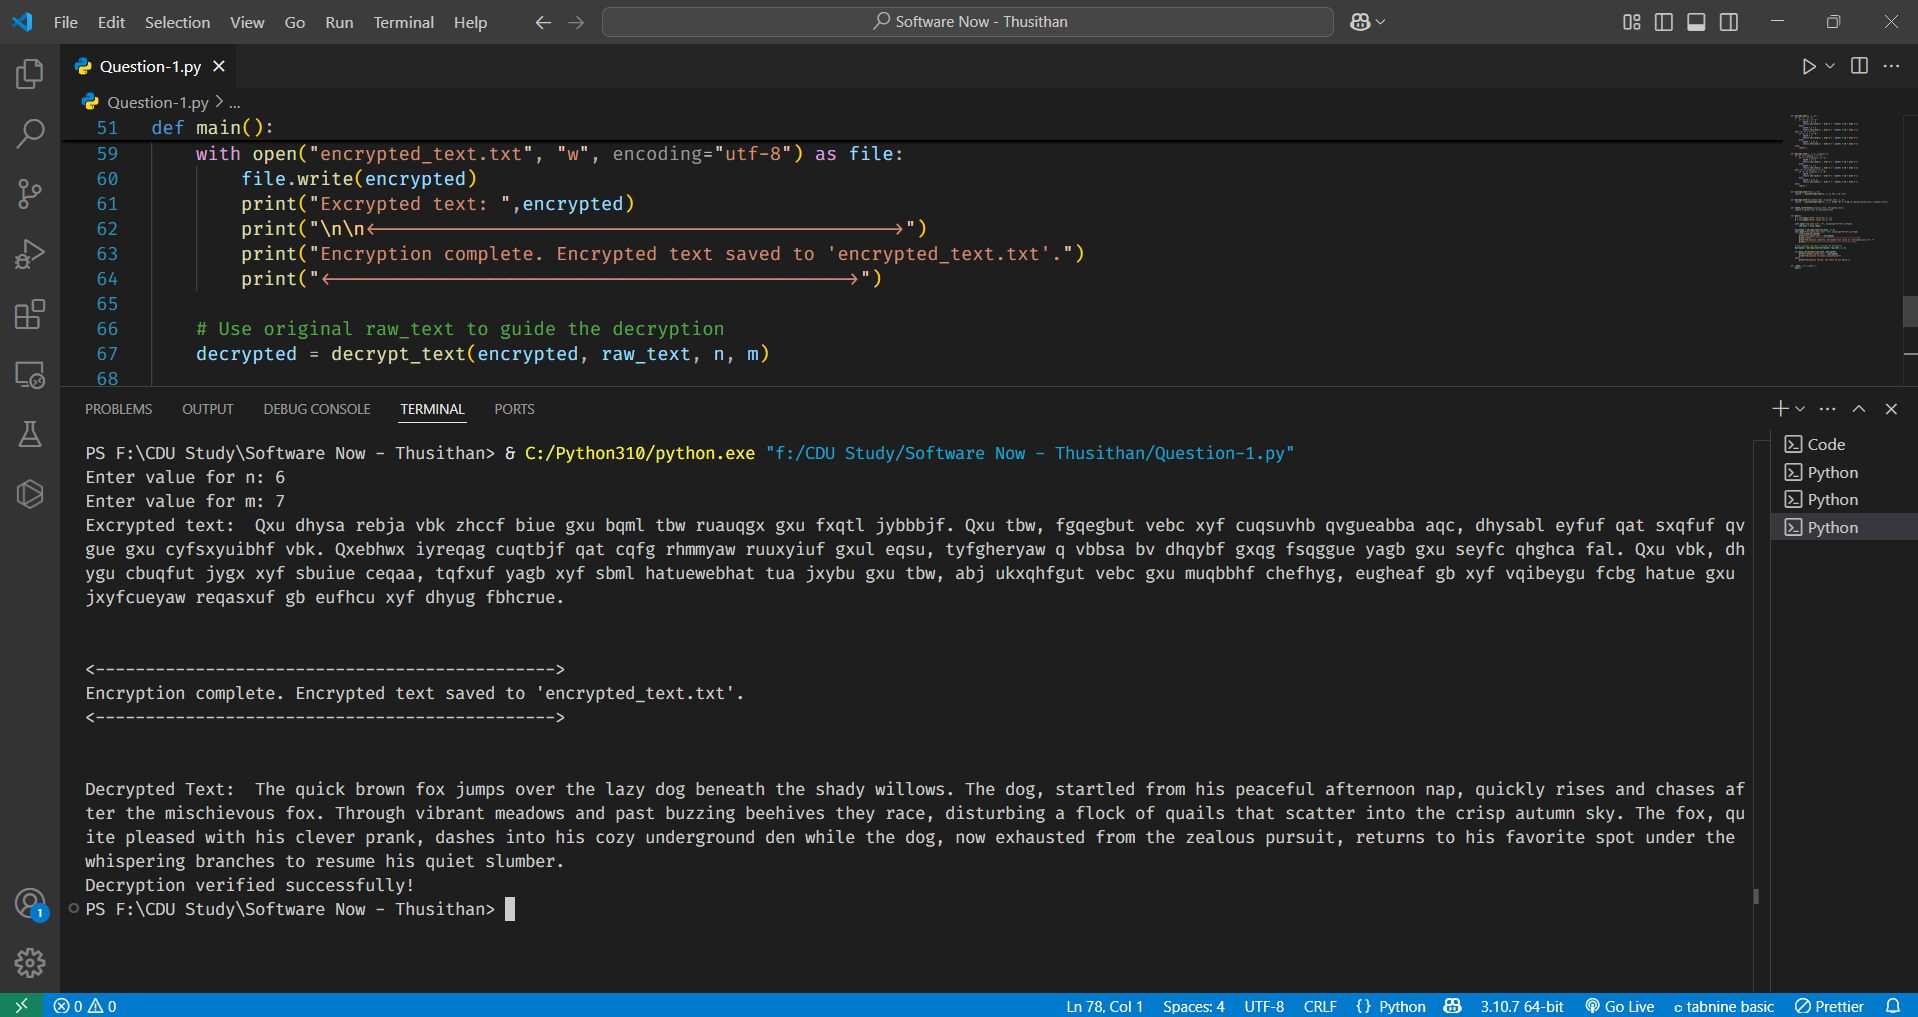 File Edit Selection View Go Run Terminal Help
Software Now - Thusithan
Question-1.py
Question-1.py > ...
51 def main():
59 with open("encrypted_text.txt", "w", encoding="utf-8") as file:
60 file.write(encrypted)
61 print("Excrypted text: ",encrypted)
62 print("\n\n<---------------------------------------------->")
63 print("Encryption complete. Encrypted text saved to 'encrypted_text.txt'.")
64 print("<---------------------------------------------->")
65
66 # Use original raw_text to guide the decryption
67 decrypted = decrypt_text(encrypted, raw_text, n, m)
68
PROBLEMS OUTPUT DEBUG CONSOLE TERMINAL PORTS
PS F:\CDU Study\Software Now - Thusithan> & C:/Python310/python.exe "f:/CDU Study/Software Now - Thusithan/Question-1.py"
Enter value for n: 6
Enter value for m: 7
Excrypted text:  Qxu dhysa rebja vbk zhccf biue gxu bqml tbw ruauqgx gxu fxqtl jybbbjf. Qxu tbw, fgqegbut vebc xyf cuqsuvhb qvgueabba aqc, dhysabl eyfuf qat sxqfuf qv
gue gxu cyfsxyuibhf vbk. Qxebhwx iyreqag cuqtbjf qat cqfg rhmmyaw ruuxyiuf gxul eqsu, tyfgheryaw q vbbsa bv dhqybf gxqg fsqggue yagb gxu seyfc qhghca fal. Qxu vbk, dh
ygu cbuqfut jygx xyf sbuiue ceqaa, tqfxuf yagb xyf sbml hatuewebhat tua jxybu gxu tbw, abj ukxqhfgut vebc gxu muqbbhf chefhyg, eugheaf gb xyf vqibeygu fcbg hatue gxu
jxyfcueyaw reqasxuf gb eufhcu xyf dhyug fbhcrue.
<---------------------------------------------->
Encryption complete. Encrypted text saved to 'encrypted_text.txt'.
<---------------------------------------------->
Decrypted Text:  The quick brown fox jumps over the lazy dog beneath the shady willows. The dog, startled from his peaceful afternoon nap, quickly rises and chases af
ter the mischievous fox. Through vibrant meadows and past buzzing beehives they race, disturbing a flock of quails that scatter into the crisp autumn sky. The fox, qu
ite pleased with his clever prank, dashes into his cozy underground den while the dog, now exhausted from the zealous pursuit, returns to his favorite spot under the
whispering branches to resume his quiet slumber.
Decryption verified successfully!
PS F:\CDU Study\Software Now - Thusithan>
Code
Python
Python
Python
1
0 0 Ln 78, Col 1 Spaces: 4 UTF-8 CRLF {} Python 3.10.7 64-bit Go Live tabnine basic Prettier